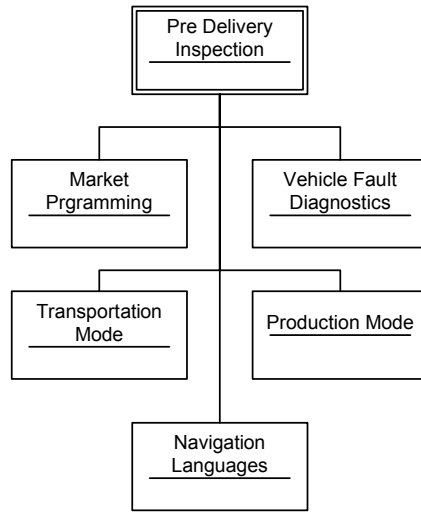 Pre Delivery
Inspection
Market
Prgramming
Vehicle Fault
Diagnostics
Transportation
Mode
Production Mode
Navigation
Languages